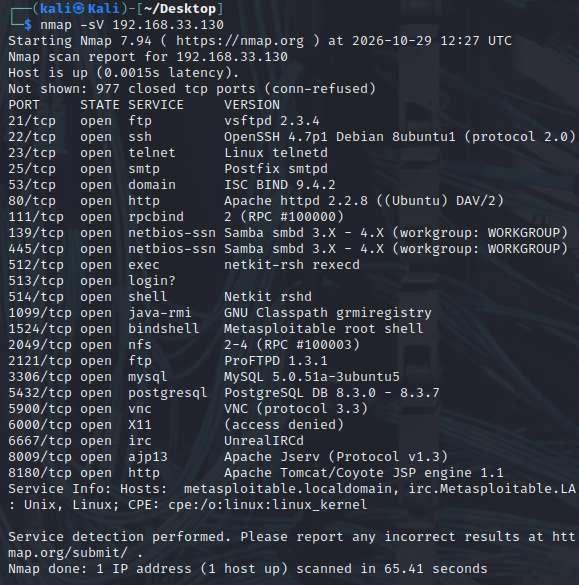 ┌──(kali㉿Kali)-[~/Desktop]
└─$ nmap -sV 192.168.33.130
Starting Nmap 7.94 ( https://nmap.org ) at 2026-10-29 12:27 UTC
Nmap scan report for 192.168.33.130
Host is up (0.0015s latency).
Not shown: 977 closed tcp ports (conn-refused)
PORT     STATE SERVICE     VERSION
21/tcp   open  ftp         vsftpd 2.3.4
22/tcp   open  ssh         OpenSSH 4.7p1 Debian 8ubuntu1 (protocol 2.0)
23/tcp   open  telnet      Linux telnetd
25/tcp   open  smtp        Postfix smtpd
53/tcp   open  domain      ISC BIND 9.4.2
80/tcp   open  http        Apache httpd 2.2.8 ((Ubuntu) DAV/2)
111/tcp  open  rpcbind     2 (RPC #100000)
139/tcp  open  netbios-ssn Samba smbd 3.X - 4.X (workgroup: WORKGROUP)
445/tcp  open  netbios-ssn Samba smbd 3.X - 4.X (workgroup: WORKGROUP)
512/tcp  open  exec        netkit-rsh rexecd
513/tcp  open  login?
514/tcp  open  shell       Netkit rshd
1099/tcp open  java-rmi    GNU Classpath grmiregistry
1524/tcp open  bindshell   Metasploitable root shell
2049/tcp open  nfs         2-4 (RPC #100003)
2121/tcp open  ftp         ProFTPD 1.3.1
3306/tcp open  mysql       MySQL 5.0.51a-3ubuntu5
5432/tcp open  postgresql  PostgreSQL DB 8.3.0 - 8.3.7
5900/tcp open  vnc         VNC (protocol 3.3)
6000/tcp open  X11         (access denied)
6667/tcp open  irc         UnrealIRCd
8009/tcp open  ajp13       Apache Jserv (Protocol v1.3)
8180/tcp open  http        Apache Tomcat/Coyote JSP engine 1.1
Service Info: Hosts:  metasploitable.localdomain, irc.Metasploitable.LA
: Unix, Linux; CPE: cpe:/o:linux:linux_kernel
Service detection performed. Please report any incorrect results at htt
map.org/submit/ .
Nmap done: 1 IP address (1 host up) scanned in 65.41 seconds